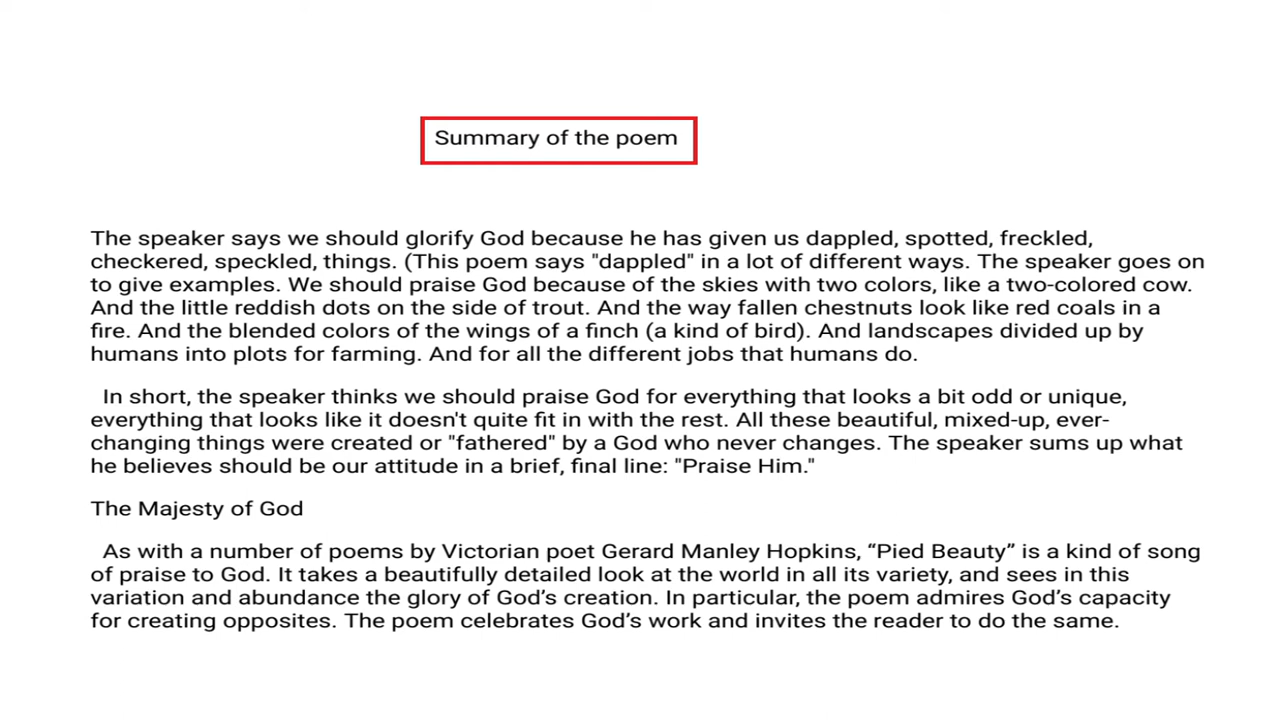 Summary of the poem
The speaker says we should glorify God because he has given us dappled, spotted, freckled,
checkered, speckled, things. (This poem says "dappled" in a lot of different ways. The speaker goes on
to give examples. We should praise God because of the skies with two colors, like a two-colored cow.
And the little reddish dots on the side of trout. And the way fallen chestnuts look like red coals in a
fire. And the blended colors of the wings of a finch (a kind of bird). And landscapes divided up by
humans into plots for farming. And for all the different jobs that humans do.
In short, the speaker thinks we should praise God for everything that looks a bit odd or unique,
everything that looks like it doesn't quite fit in with the rest. All these beautiful, mixed-up, ever-
changing things were created or "fathered" by a God who never changes. The speaker sums up what
he believes should be our attitude in a brief, final line: "Praise Him."
The Majesty of God
As with a number of poems by Victorian poet Gerard Manley Hopkins, “Pied Beauty” is a kind of song
of praise to God. It takes a beautifully detailed look at the world in all its variety, and sees in this
variation and abundance the glory of God’s creation. In particular, the poem admires God’s capacity
for creating opposites. The poem celebrates God’s work and invites the reader to do the same.